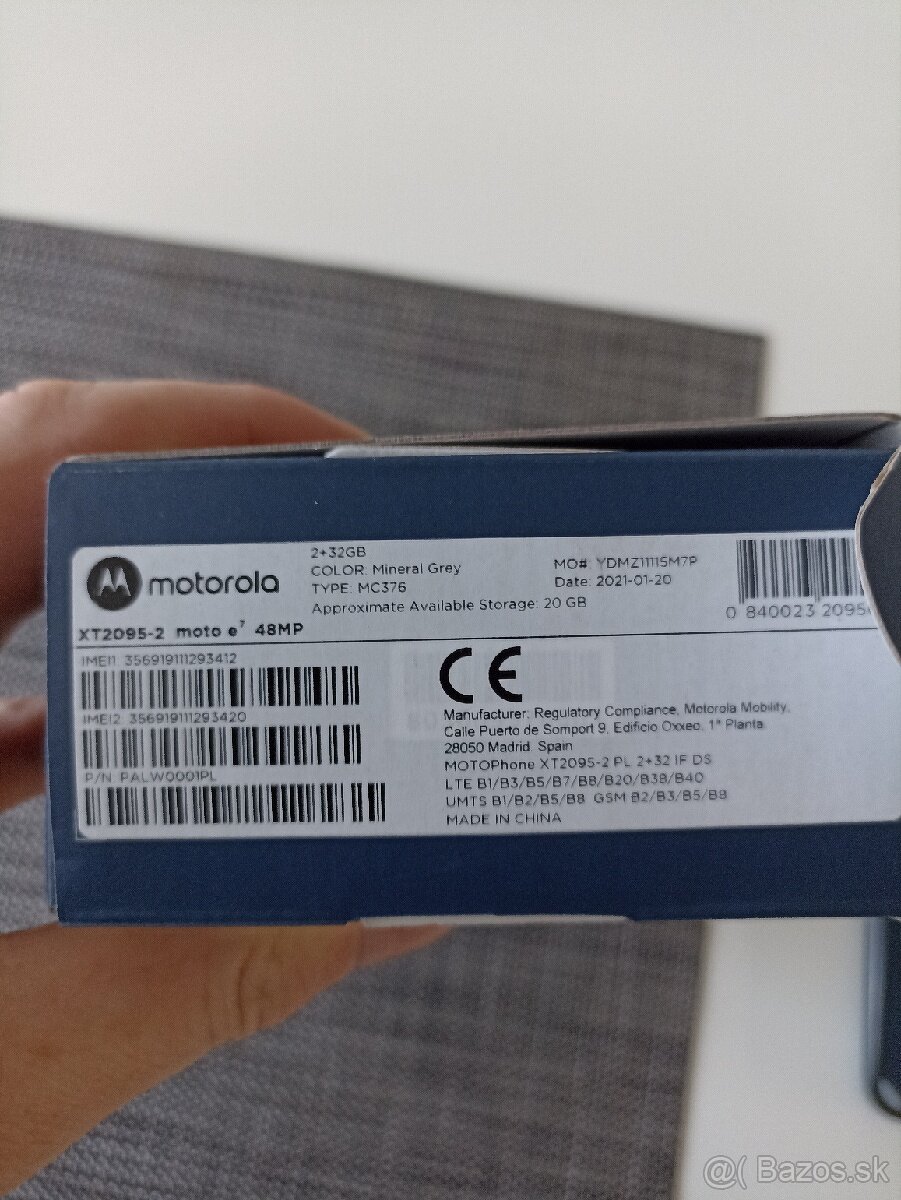 motorola
2+32GB
COLOR: Mineral Grey
TYPE: MC376
Approximate Available Storage: 20 GB
MO#: YDMZ11115M7P
Date: 2021-01-20
0 840023 2095
XT2095-2 moto e⁷ 48MP
IMEI1 356919111293412
IMEI2 356919111293420
P/N PALW0001PL
CE
Manufacturer: Regulatory Compliance, Motorola Mobility,
Calle Puerto de Somport 9, Edificio Oxxeo, 1ª Planta,
28050 Madrid, Spain
MOTOPhone XT2095-2 PL 2+32 IF DS
LTE B1/B3/B5/B7/B8/B20/B38/B40
UMTS B1/B2/B5/B8 GSM B2/B3/B5/B8
MADE IN CHINA
@( Bazos.sk